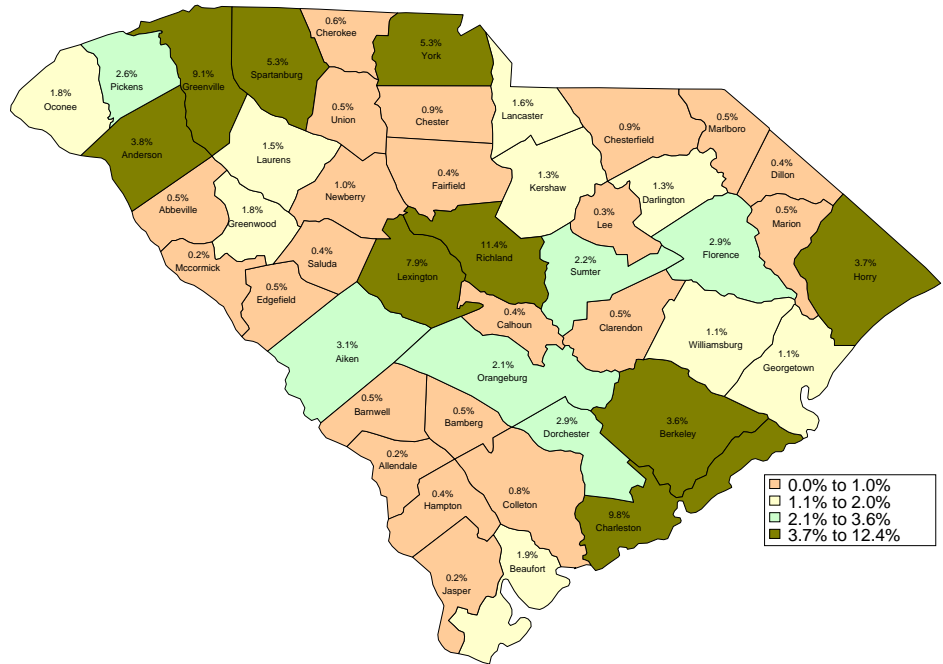 0.6%
Cherokee
5.3%
York
2.6%
Pickens
9.1%
Greenville
5.3%
Spartanburg
1.8%
Oconee
1.6%
Lancaster
0.5%
Union
0.9%
Chester
0.9%
Chesterfield
0.5%
Marlboro
3.8%
Anderson
1.5%
Laurens
0.4%
Dillon
1.0%
Newberry
0.4%
Fairfield
1.3%
Kershaw
1.3%
Darlington
0.5%
Abbeville
1.8%
Greenwood
0.3%
Lee
0.5%
Marion
0.2%
Mccormick
0.4%
Saluda
7.9%
Lexington
11.4%
Richland
2.2%
Sumter
2.9%
Florence
3.7%
Horry
0.5%
Edgefield
0.4%
Calhoun
0.5%
Clarendon
3.1%
Aiken
1.1%
Williamsburg
2.1%
Orangeburg
1.1%
Georgetown
0.5%
Barnwell
0.5%
Bamberg
2.9%
Dorchester
3.6%
Berkeley
0.2%
Allendale
0.4%
Hampton
0.8%
Colleton
9.8%
Charleston
1.9%
Beaufort
0.2%
Jasper
0.0% to 1.0%
1.1% to 2.0%
2.1% to 3.6%
3.7% to 12.4%